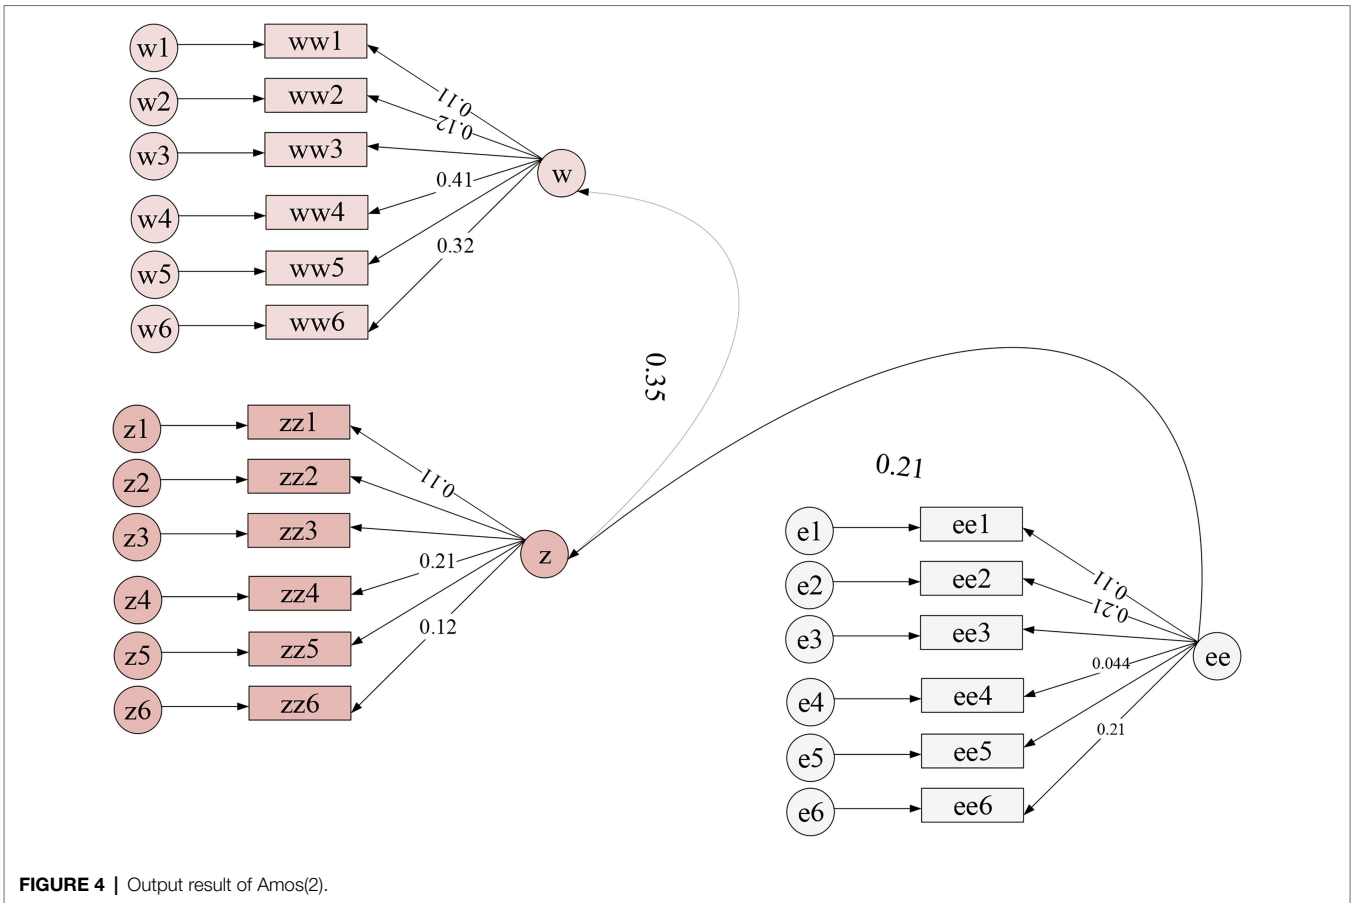 w1 ww1
w2 ww2
w3 ww3
w4 ww4
w5 ww5
w6 ww6
0.11
0.12
0.41
0.32
w
0.35
z1 zz1
z2 zz2
z3 zz3
z4 zz4
z5 zz5
z6 zz6
0.11
0.21
0.12
z
0.21
e1 ee1
e2 ee2
e3 ee3
e4 ee4
e5 ee5
e6 ee6
0.11
0.21
0.044
0.21
ee
FIGURE 4 | Output result of Amos(2).